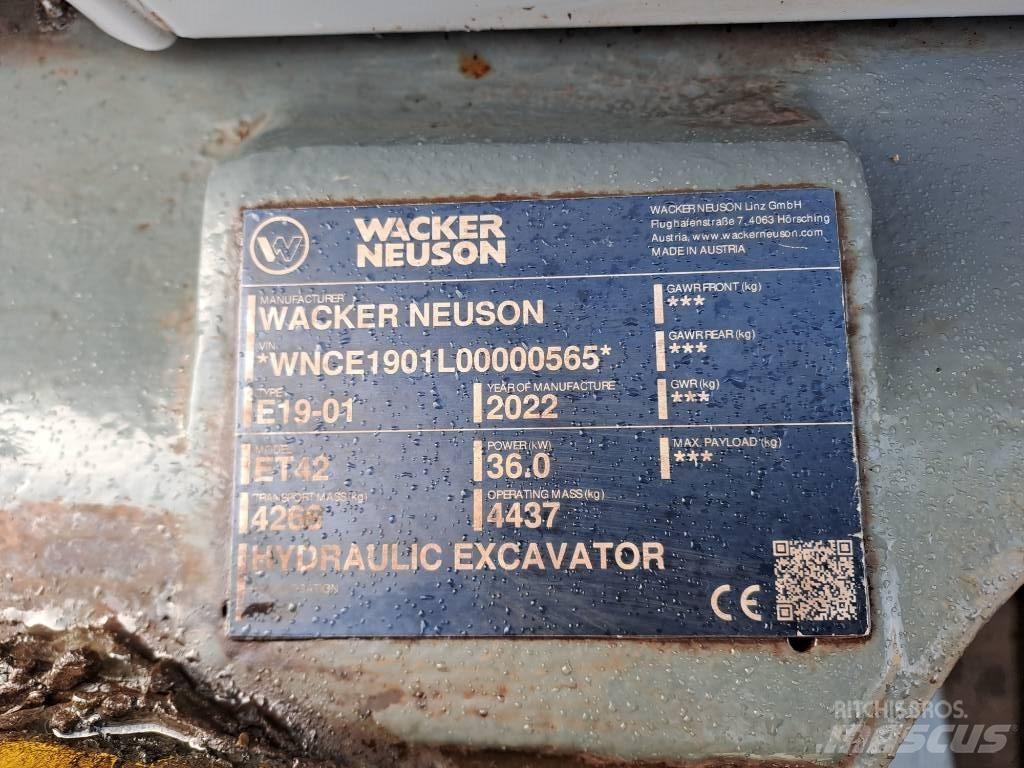 WACKER
NEUSON
WACKER NEUSON Linz GmbH
Flughafenstraße 7, 4063 Hörsching
Austria, www.wackerneuson.com
MADE IN AUSTRIA
MANUFACTURER
WACKER NEUSON
GAWR FRONT (kg)
***
VIN
*WNCE1901L00000565*
GAWR REAR (kg)
***
TYPE
E19-01
YEAR OF MANUFACTURE
2022
GWR (kg)
***
MODEL
ET42
POWER (kW)
36.0
MAX. PAYLOAD (kg)
***
TRANSPORT MASS (kg)
OPERATING MASS (kg)
4437
HYDRAULIC EXCAVATOR
CE
RITCHIE BROS.
mascus